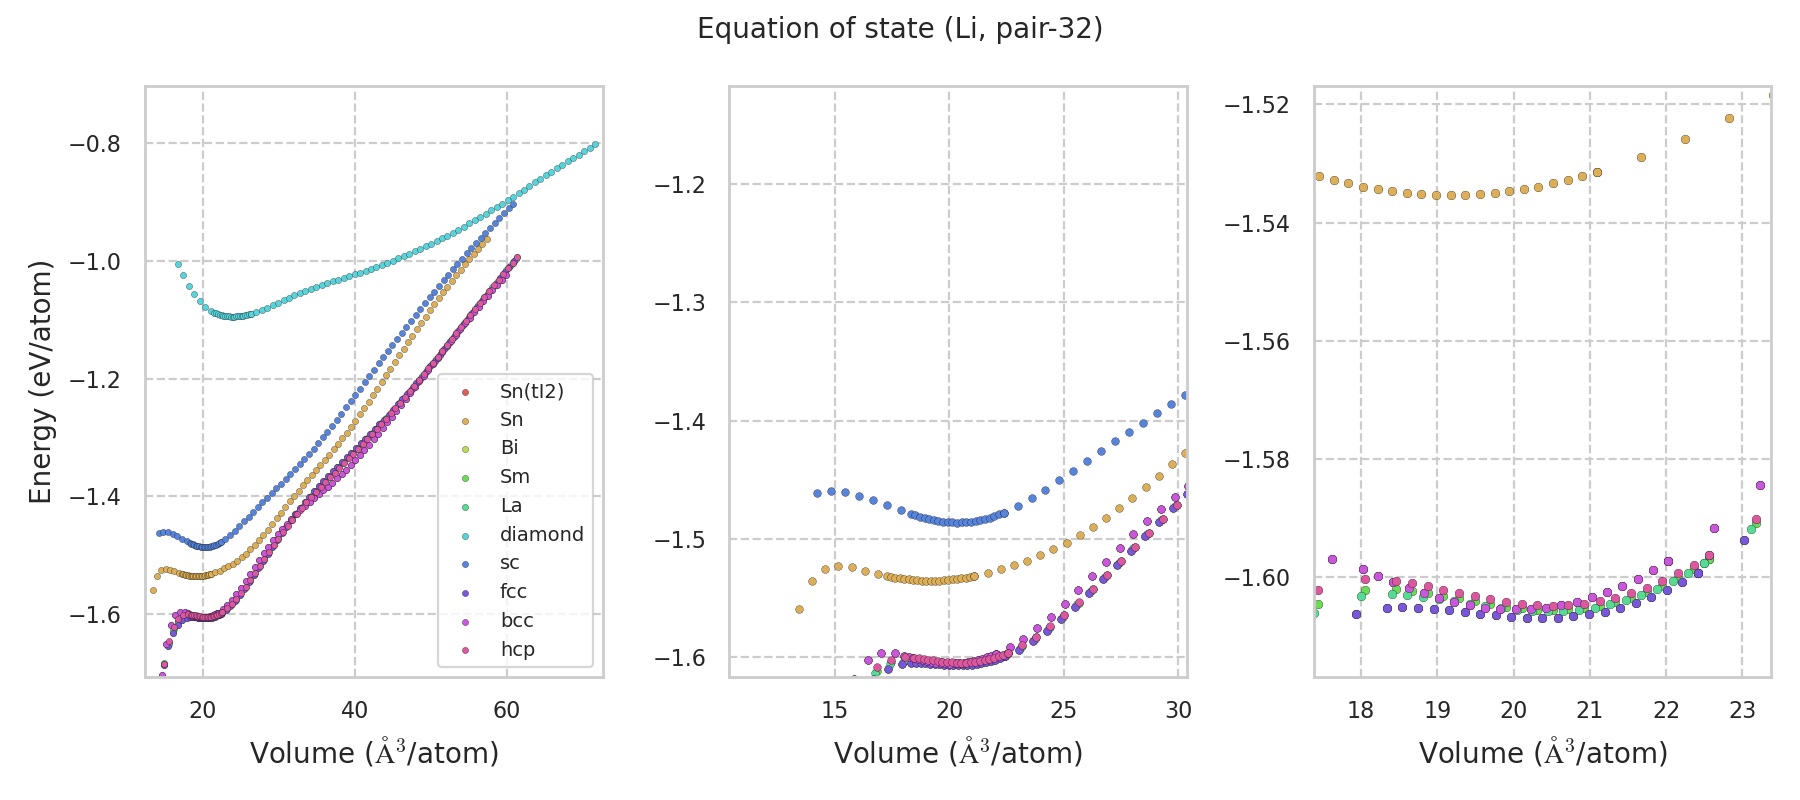 Equation of state (Li, pair-32)
Energy (eV/atom)
−0.8
−1.0
−1.2
−1.4
−1.6
20
40
60
Volume (Å³/atom)
Sn(tI2)
Sn
Bi
Sm
La
diamond
sc
fcc
bcc
hcp
−1.2
−1.3
−1.4
−1.5
−1.6
15
20
25
30
Volume (Å³/atom)
−1.52
−1.54
−1.56
−1.58
−1.60
18
19
20
21
22
23
Volume (Å³/atom)